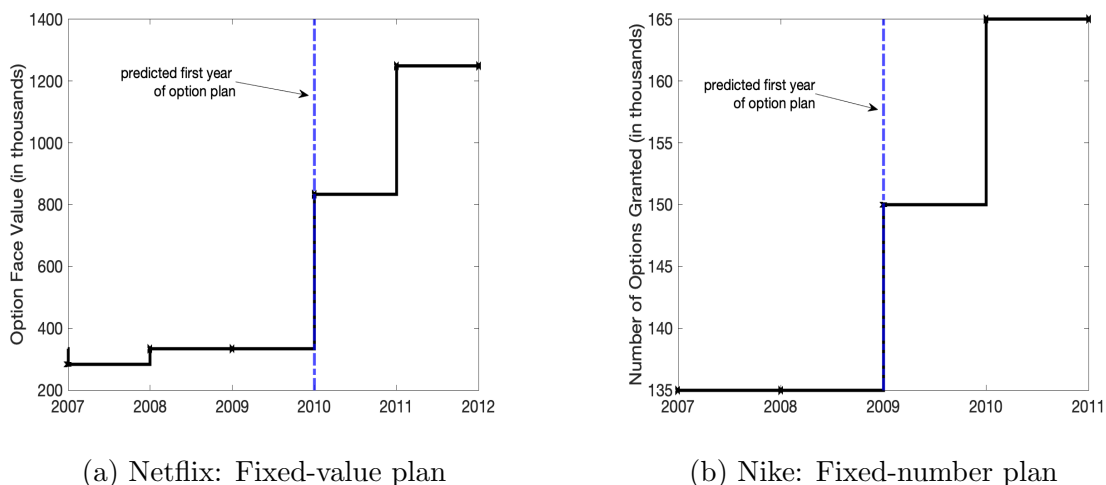 Option Face Value (in thousands)
1400
1200
1000
800
600
400
200
predicted first year
of option plan
2007 2008 2009 2010 2011 2012
(a) Netflix: Fixed-value plan
Number of Options Granted (in thousands)
165
160
155
150
145
140
135
predicted first year
of option plan
2007 2008 2009 2010 2011
(b) Nike: Fixed-number plan